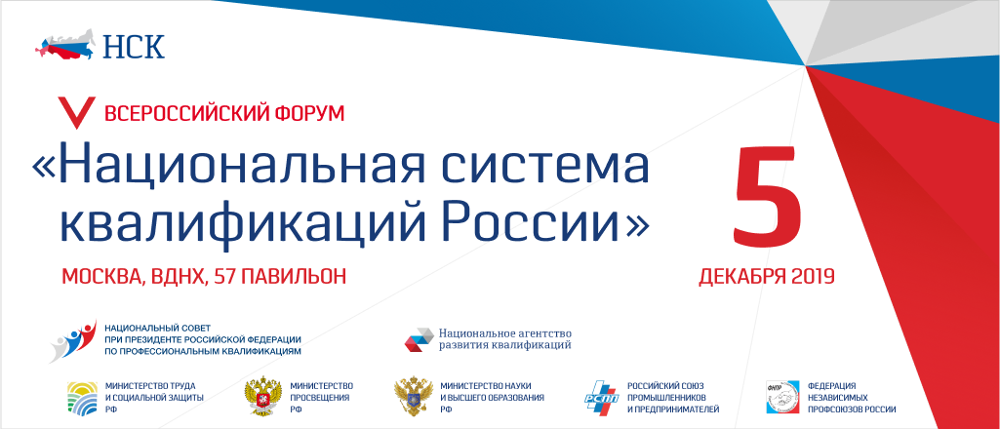 НСК
V ВСЕРОССИЙСКИЙ ФОРУМ
«Национальная система
квалификаций России»
5
МОСКВА, ВДНХ, 57 ПАВИЛЬОН
ДЕКАБРЯ 2019
НАЦИОНАЛЬНЫЙ СОВЕТ
ПРИ ПРЕЗИДЕНТЕ РОССИЙСКОЙ ФЕДЕРАЦИИ
ПО ПРОФЕССИОНАЛЬНЫМ КВАЛИФИКАЦИЯМ
Национальное агентство
развития квалификаций
МИНИСТЕРСТВО ТРУДА
И СОЦИАЛЬНОЙ ЗАЩИТЫ
РФ
МИНИСТЕРСТВО
ПРОСВЕЩЕНИЯ
РФ
МИНИСТЕРСТВО НАУКИ
И ВЫСШЕГО ОБРАЗОВАНИЯ
РФ
РСПП
РОССИЙСКИЙ СОЮЗ
ПРОМЫШЛЕННИКОВ
И ПРЕДПРИНИМАТЕЛЕЙ
ФНПР
ФЕДЕРАЦИЯ
НЕЗАВИСИМЫХ
ПРОФСОЮЗОВ РОССИИ